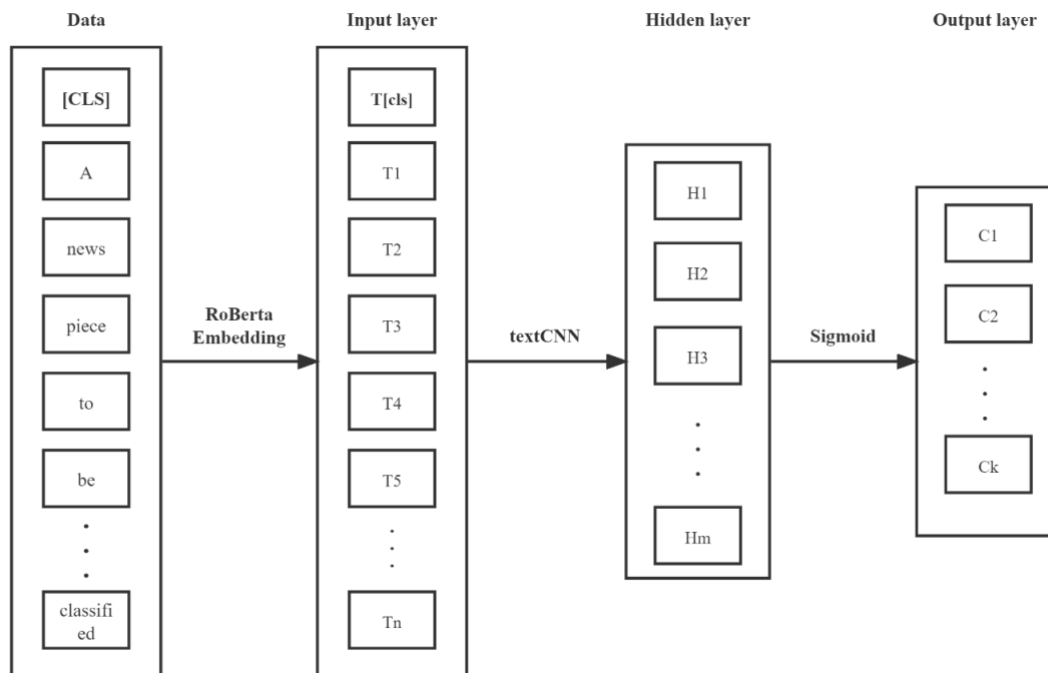 Data
Input layer
Hidden layer
Output layer
[CLS]
A
news
piece
to
be
classifi
ed
RoBerta
Embedding
T[cls]
T1
T2
T3
T4
T5
Tn
textCNN
H1
H2
H3
Hm
Sigmoid
C1
C2
Ck